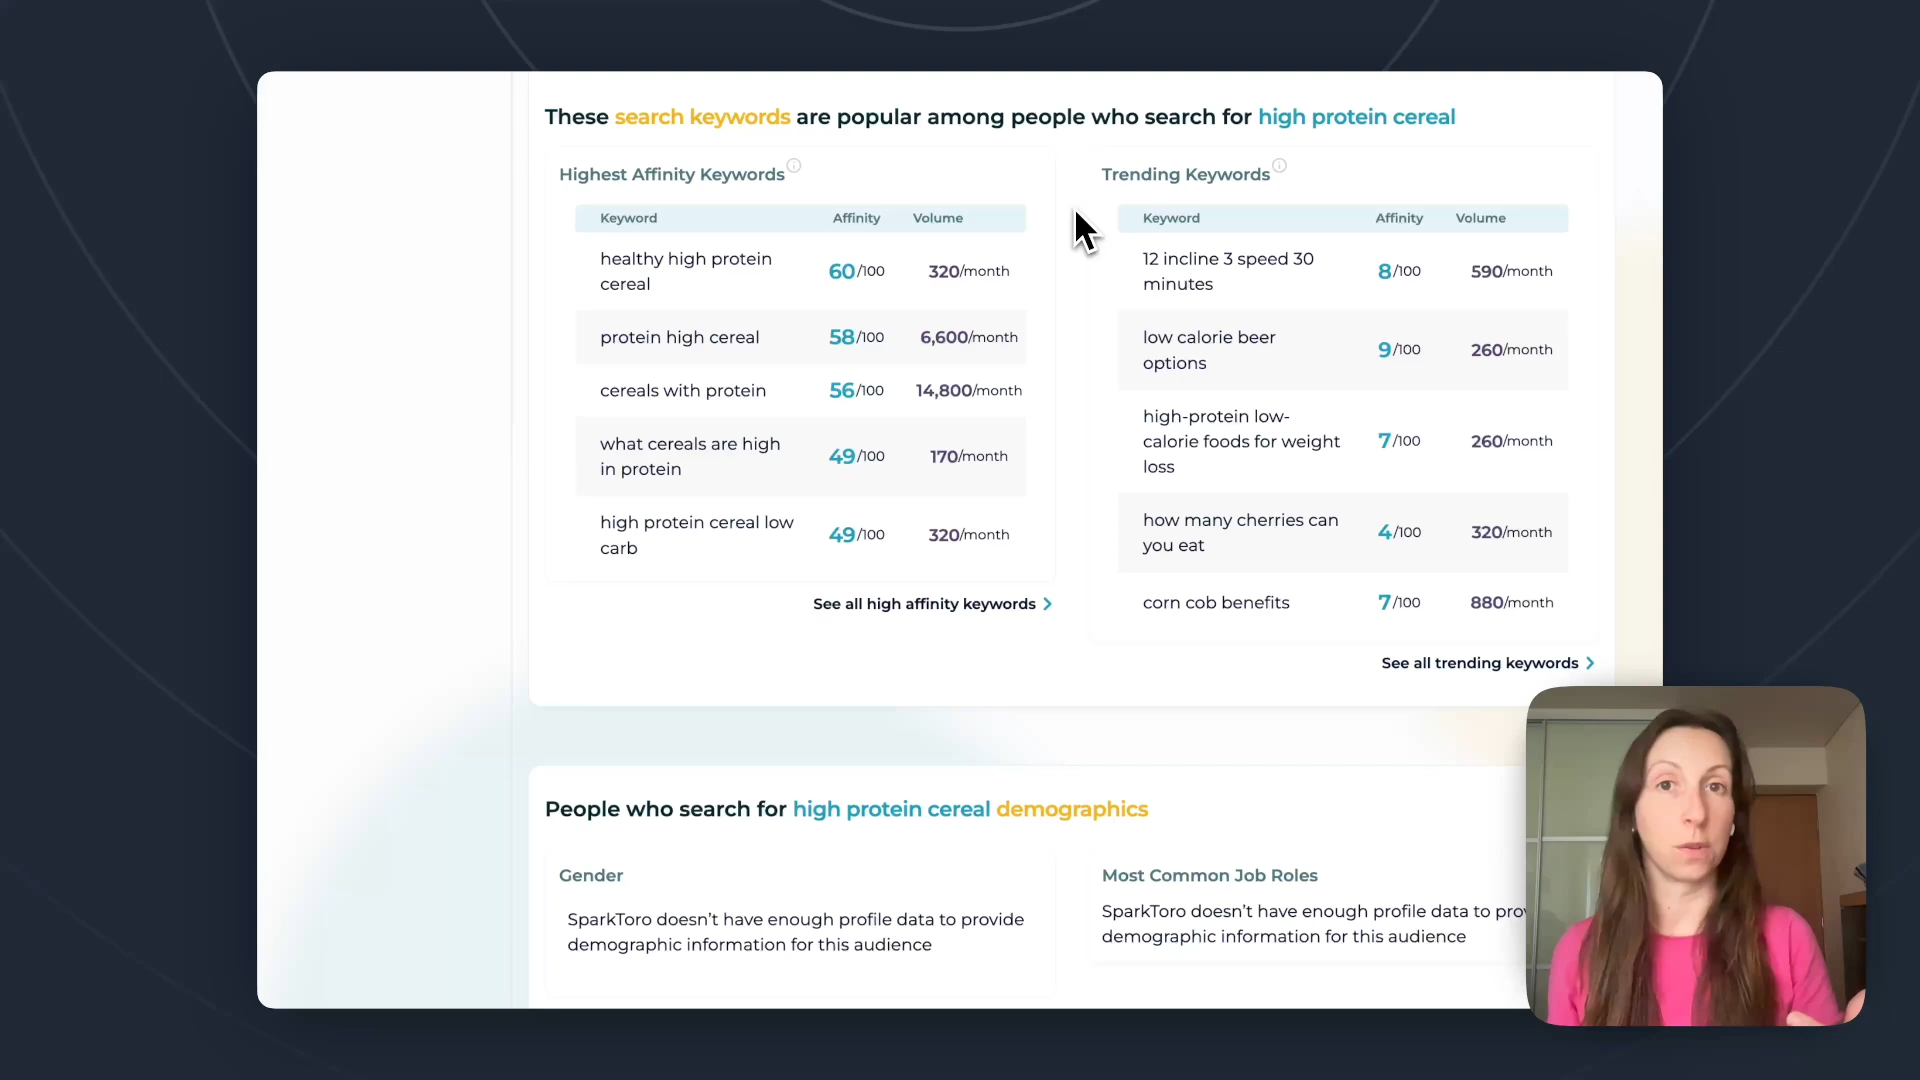 These search keywords are popular among people who search for high protein cereal
Highest Affinity Keywords
Keyword Affinity Volume
healthy high protein
cereal
60/100 320/month
protein high cereal 58/100 6,600/month
cereals with protein 56/100 14,800/month
what cereals are high
in protein
49/100 170/month
high protein cereal low
carb
49/100 320/month
See all high affinity keywords
Trending Keywords
Keyword Affinity Volume
12 incline 3 speed 30
minutes
8/100 590/month
low calorie beer
options
9/100 260/month
high-protein low-
calorie foods for weight
loss
7/100 260/month
how many cherries can
you eat
4/100 320/month
corn cob benefits 7/100 880/month
See all trending keywords
People who search for high protein cereal demographics
Gender
SparkToro doesn't have enough profile data to provide
demographic information for this audience
Most Common Job Roles
SparkToro doesn't have enough profile data to
demographic information for this audience